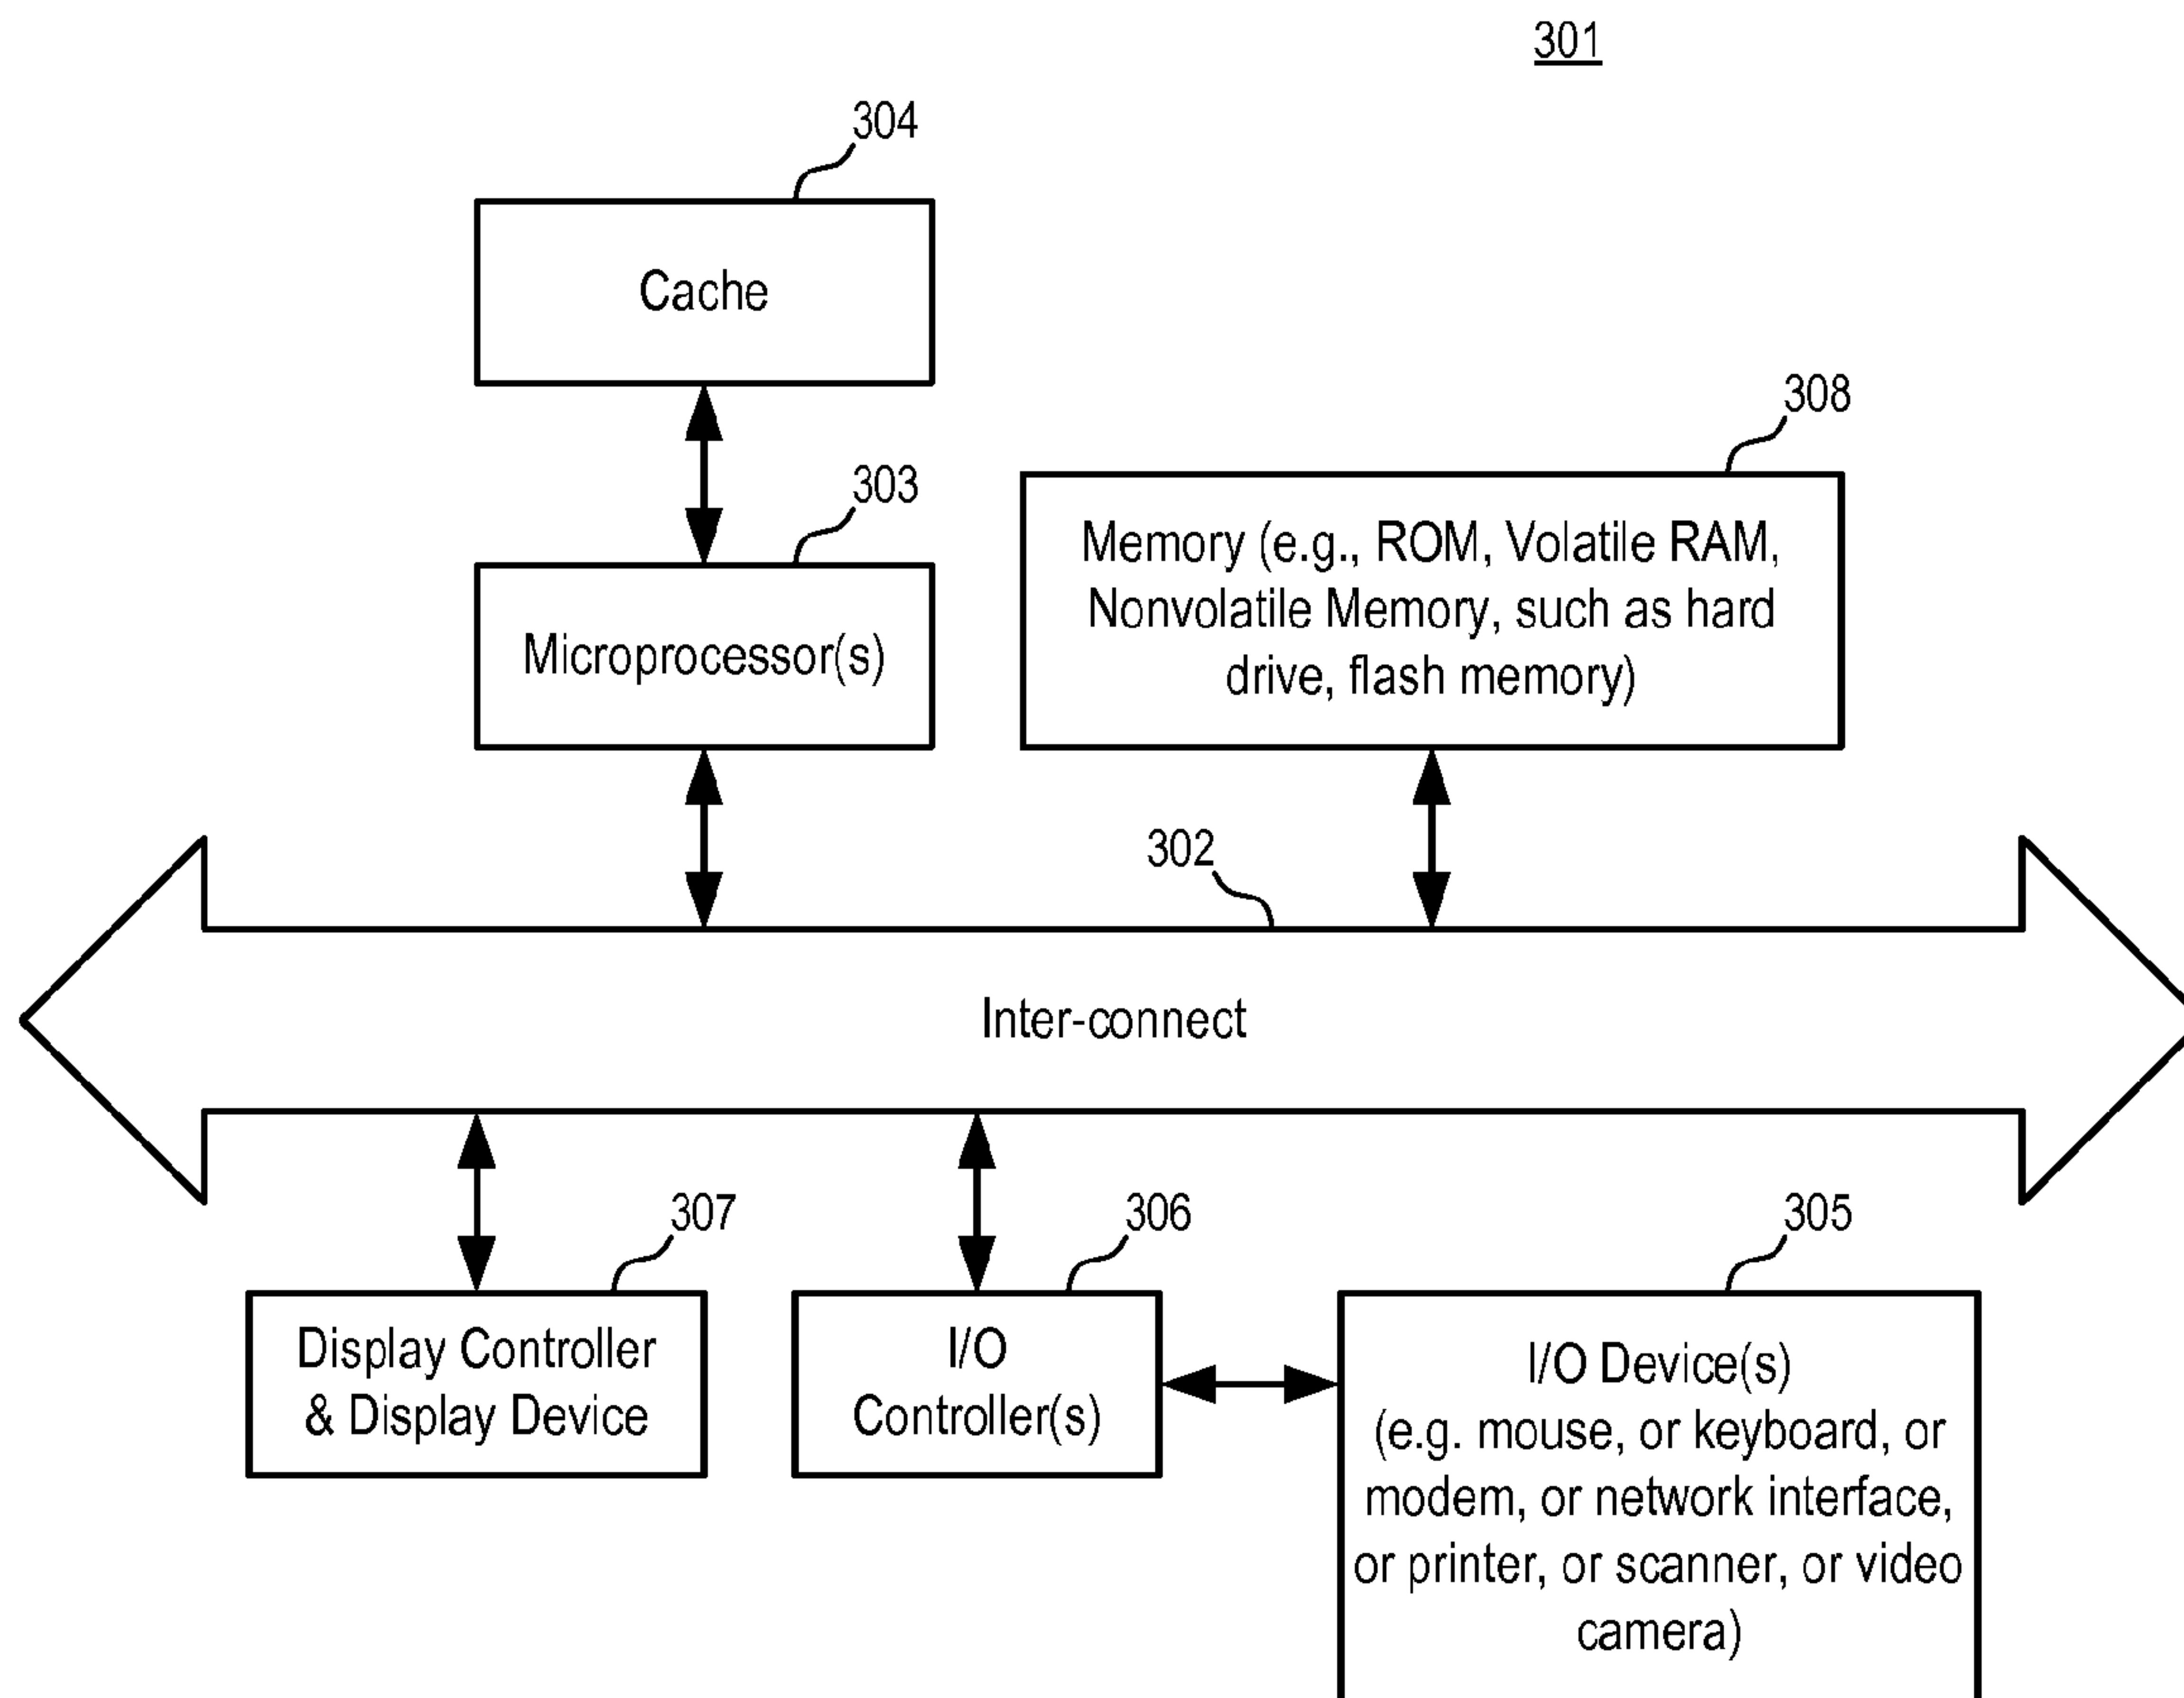 301
304
Cache
308
303
Memory (e.g., ROM, Volatile RAM,
Nonvolatile Memory, such as hard
drive, flash memory)
Microprocessor(s)
302
Inter-connect
307
306
305
Display Controller
& Display Device
I/O
Controller(s)
I/O Device(s)
(e.g. mouse, or keyboard, or
modem, or network interface,
or printer, or scanner, or video
camera)